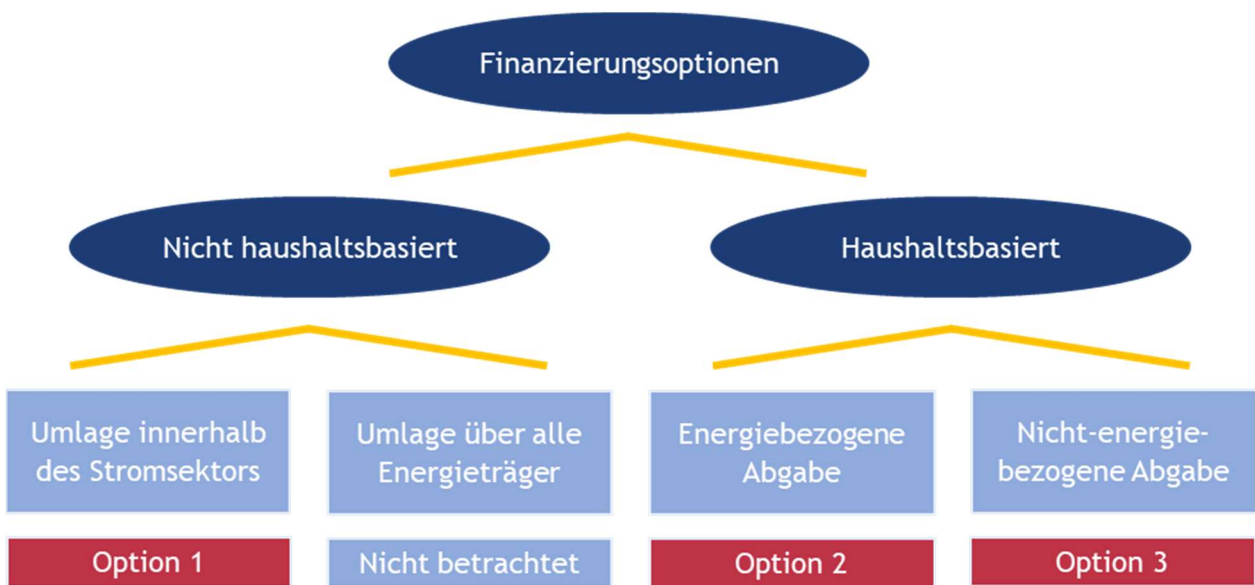 Finanzierungsoptionen
Nicht haushaltsbasiert
Haushaltsbasiert
Umlage innerhalb
des Stromsektors
Umlage über alle
Energieträger
Energiebezogene
Abgabe
Nicht-energie-
bezogene Abgabe
Option 1
Nicht betrachtet
Option 2
Option 3